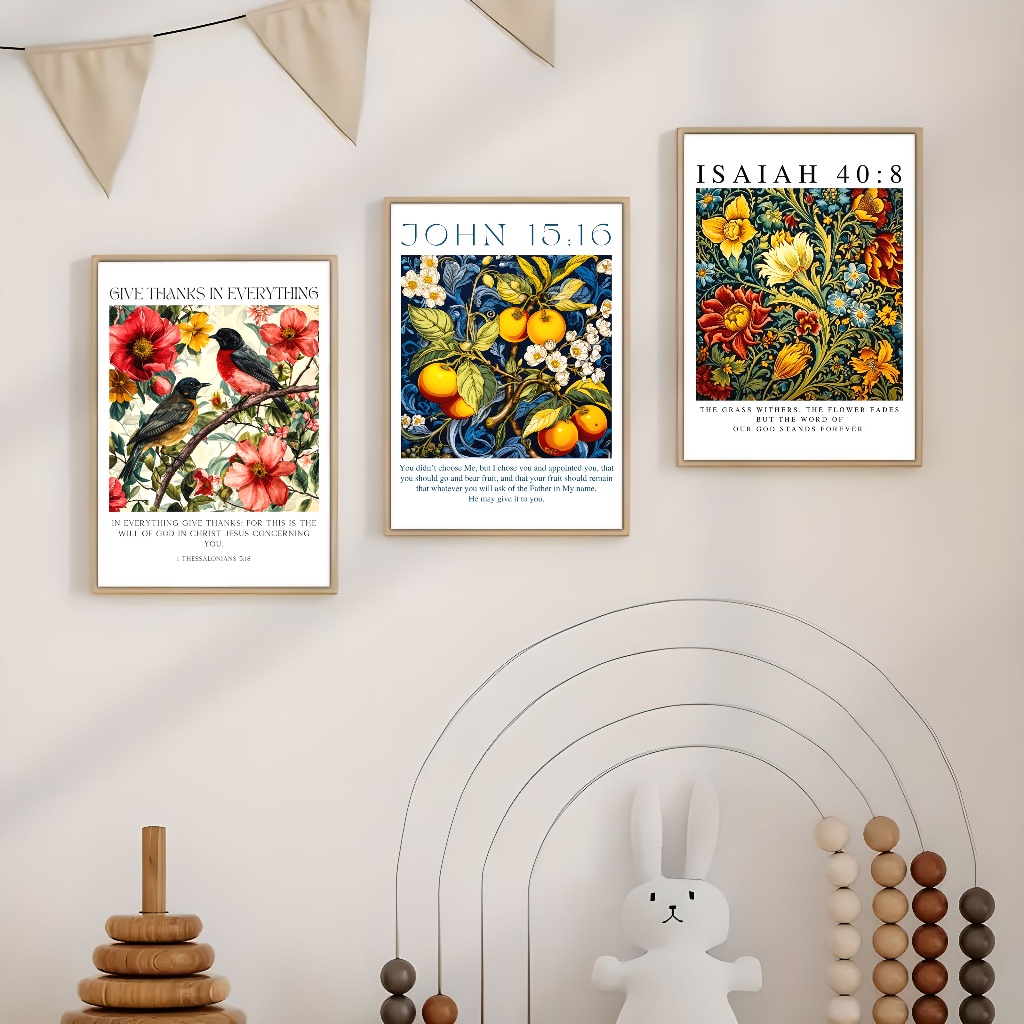 GIVE THANKS IN EVERYTHING
IN EVERYTHING GIVE THANKS: FOR THIS IS THE
WILL OF GOD IN CHRIST JESUS CONCERNING
YOU.
1 THESSALONIANS 5:18
JOHN 15:16
You didn't choose Me, but I chose you and appointed you, that
you should go and bear fruit, and that your fruit should remain
that whatever you will ask of the Father in My name,
He may give it to you.
ISAIAH 40:8
THE GRASS WITHERS, THE FLOWER FADES
BUT THE WORD OF
OUR GOD STANDS FOREVER